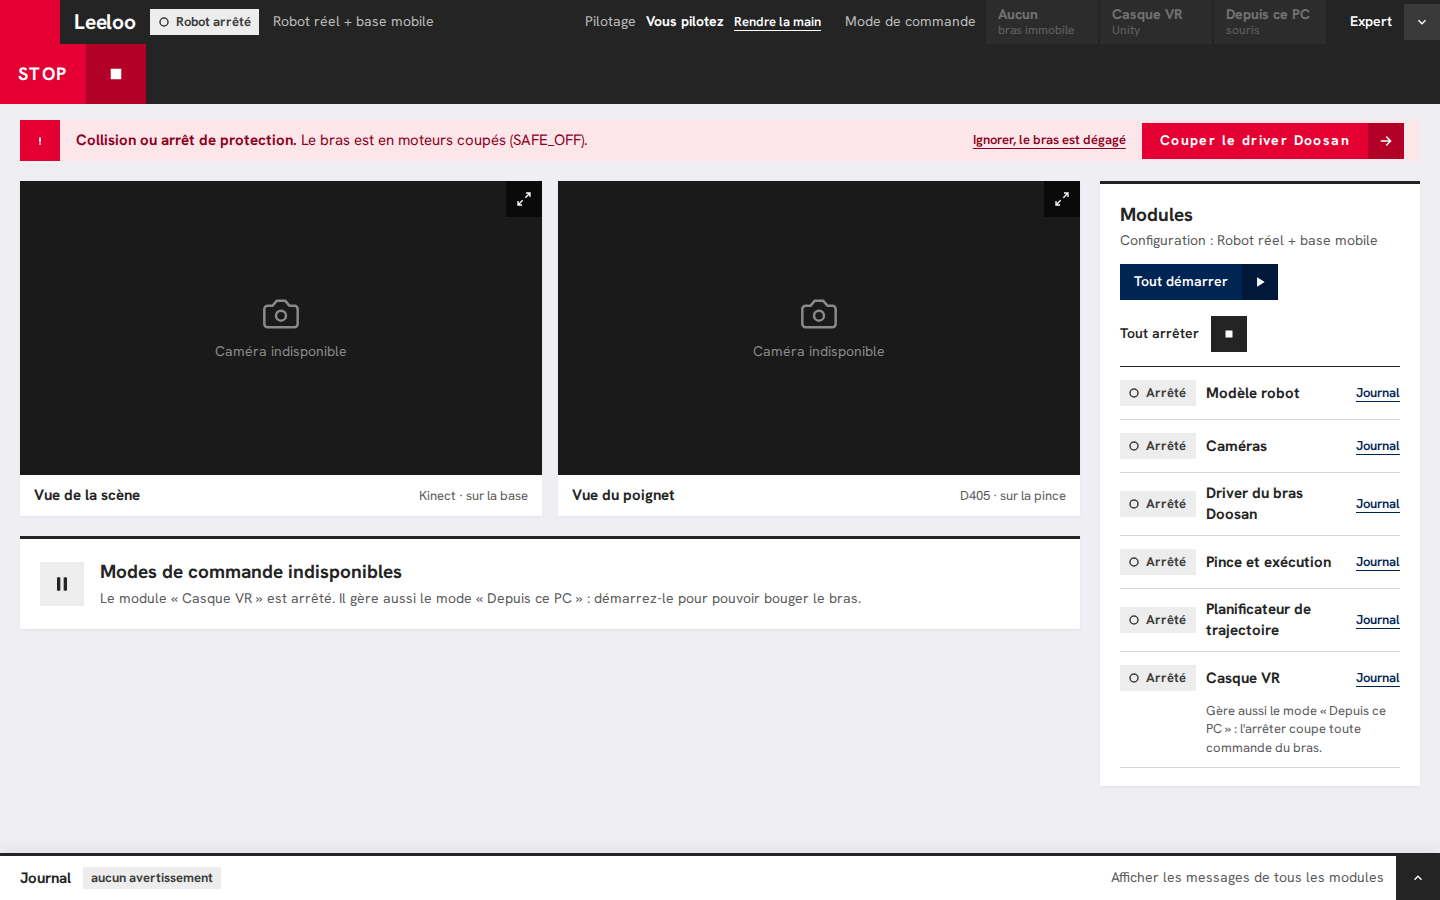 Leeloo
Robot arrêté
Robot réel + base mobile
Pilotage Vous pilotez Rendre la main
Mode de commande
Aucun
bras immobile
Casque VR
Unity
Depuis ce PC
souris
Expert
STOP
! Collision ou arrêt de protection. Le bras est en moteurs coupés (SAFE_OFF).
Ignorer, le bras est dégagé
Couper le driver Doosan
Caméra indisponible
Vue de la scène
Kinect · sur la base
Caméra indisponible
Vue du poignet
D405 · sur la pince
Modes de commande indisponibles
Le module « Casque VR » est arrêté. Il gère aussi le mode « Depuis ce PC » : démarrez-le pour pouvoir bouger le bras.
Modules
Configuration : Robot réel + base mobile
Tout démarrer
Tout arrêter
Arrêté Modèle robot Journal
Arrêté Caméras Journal
Arrêté Driver du bras
Doosan Journal
Arrêté Pince et exécution Journal
Arrêté Planificateur de
trajectoire Journal
Arrêté Casque VR Journal
Gère aussi le mode « Depuis ce
PC » : l'arrêter coupe toute
commande du bras.
Journal aucun avertissement
Afficher les messages de tous les modules